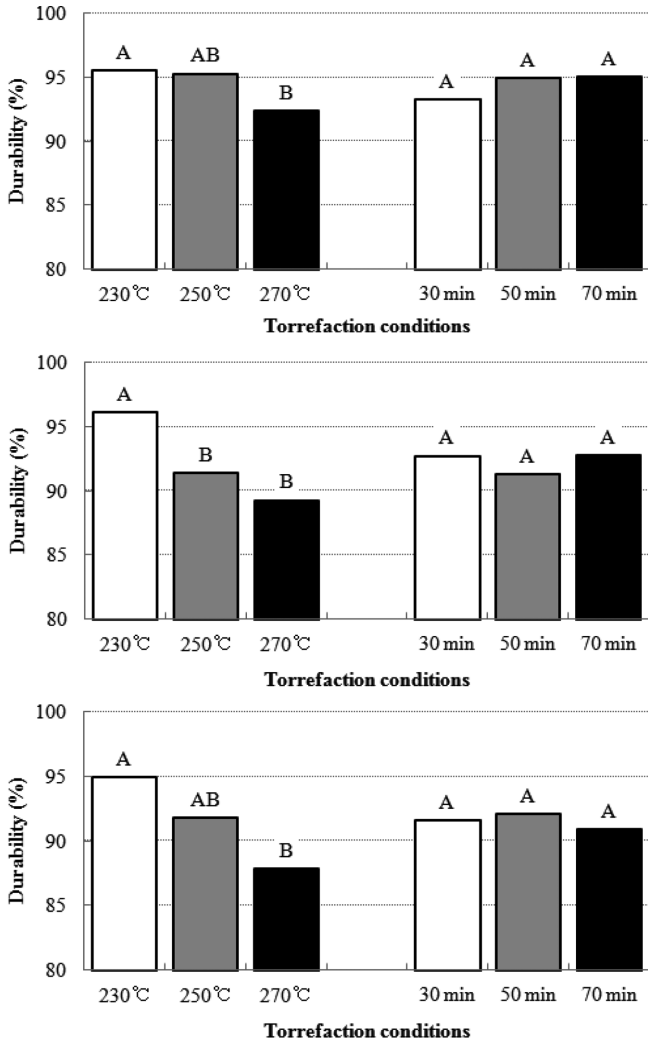 100
A
AB
A
A
95
B
A
90
85
80
Durability (%)
230℃ 250℃ 270℃ 30 min 50 min 70 min
Torrefaction conditions
100
A
95
A
A
B
A
B
90
85
80
Durability (%)
230℃ 250℃ 270℃ 30 min 50 min 70 min
Torrefaction conditions
100
A
95
AB
A
A
A
B
90
85
80
Durability (%)
230℃ 250℃ 270℃ 30 min 50 min 70 min
Torrefaction conditions